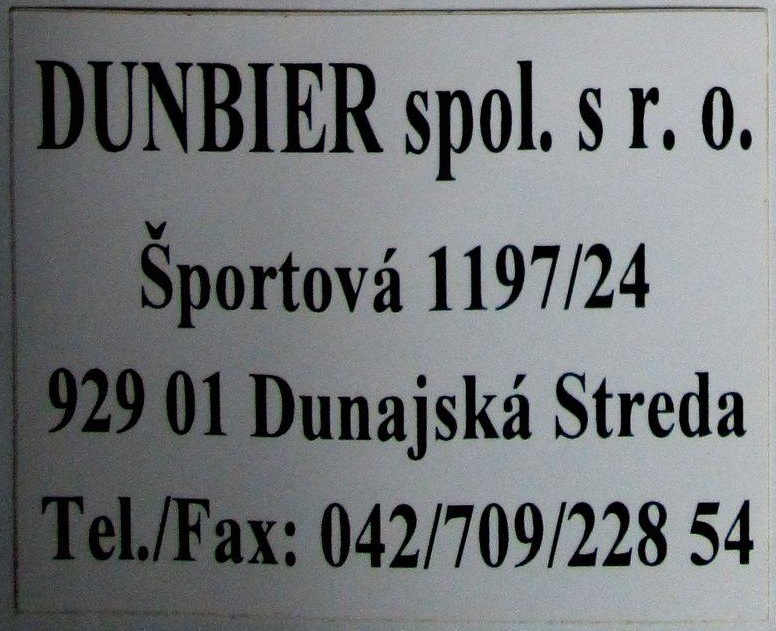 DUNBIER spol. s r. o.
Športová 1197/24
929 01 Dunajská Streda
Tel./Fax: 042/709/228 54